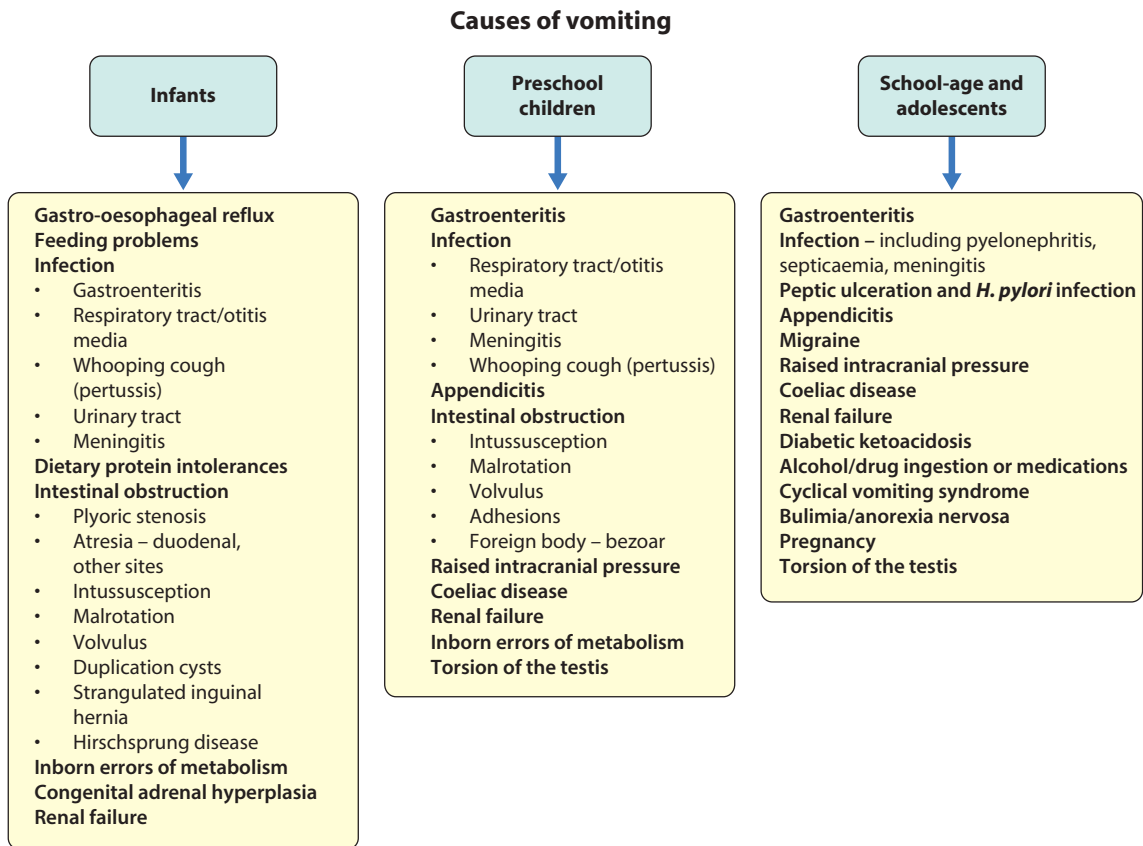 Causes of vomiting
Infants
Gastro-oesophageal reflux
Feeding problems
Infection
• Gastroenteritis
• Respiratory tract/otitis
media
• Whooping cough
(pertussis)
• Urinary tract
• Meningitis
Dietary protein intolerances
Intestinal obstruction
• Plyoric stenosis
• Atresia – duodenal,
other sites
• Intussusception
• Malrotation
• Volvulus
• Duplication cysts
• Strangulated inguinal
hernia
• Hirschsprung disease
Inborn errors of metabolism
Congenital adrenal hyperplasia
Renal failure
Preschool
children
Gastroenteritis
Infection
• Respiratory tract/otitis
media
• Urinary tract
• Meningitis
• Whooping cough (pertussis)
Appendicitis
Intestinal obstruction
• Intussusception
• Malrotation
• Volvulus
• Adhesions
• Foreign body – bezoar
Raised intracranial pressure
Coeliac disease
Renal failure
Inborn errors of metabolism
Torsion of the testis
School-age and
adolescents
Gastroenteritis
Infection – including pyelonephritis,
septicaemia, meningitis
Peptic ulceration and H. pylori infection
Appendicitis
Migraine
Raised intracranial pressure
Coeliac disease
Renal failure
Diabetic ketoacidosis
Alcohol/drug ingestion or medications
Cyclical vomiting syndrome
Bulimia/anorexia nervosa
Pregnancy
Torsion of the testis